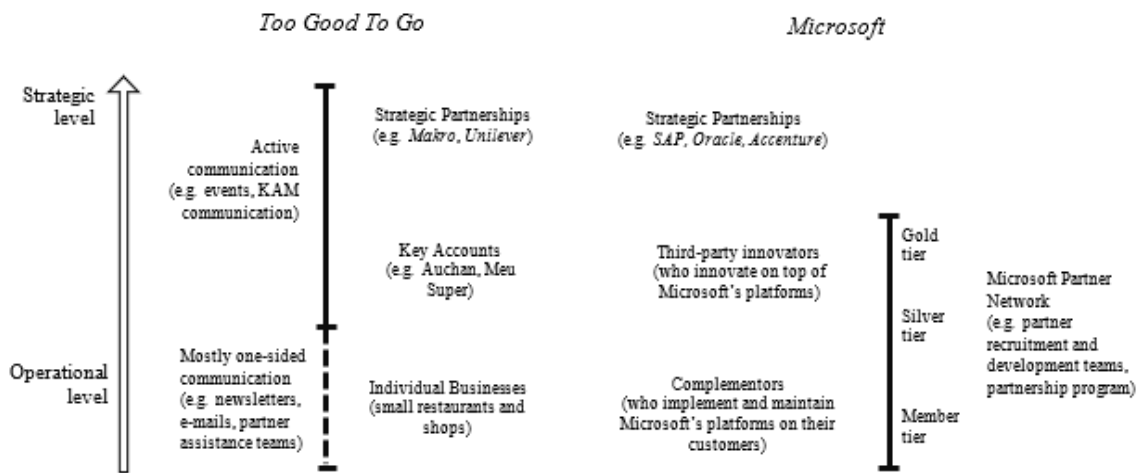 Too Good To Go
Microsoft
Strategic
level
Active
communication
(e.g. events, KAM
communication)
Strategic Partnerships
(e.g. Makro, Unilever)
Strategic Partnerships
(e.g. SAP, Oracle, Accenture)
Key Accounts
(e.g. Auchan, Meu
Super)
Third-party innovators
(who innovate on top of
Microsoft's platforms)
Gold
tier
Silver
tier
Microsoft Partner
Network
(e.g. partner
recruitment and
development teams,
partnership program)
Operational
level
Mostly one-sided
communication
(e.g. newsletters,
e-mails, partner
assistance teams)
Individual Businesses
(small restaurants and
shops)
Complementors
(who implement and maintain
Microsoft's platforms on their
customers)
Member
tier